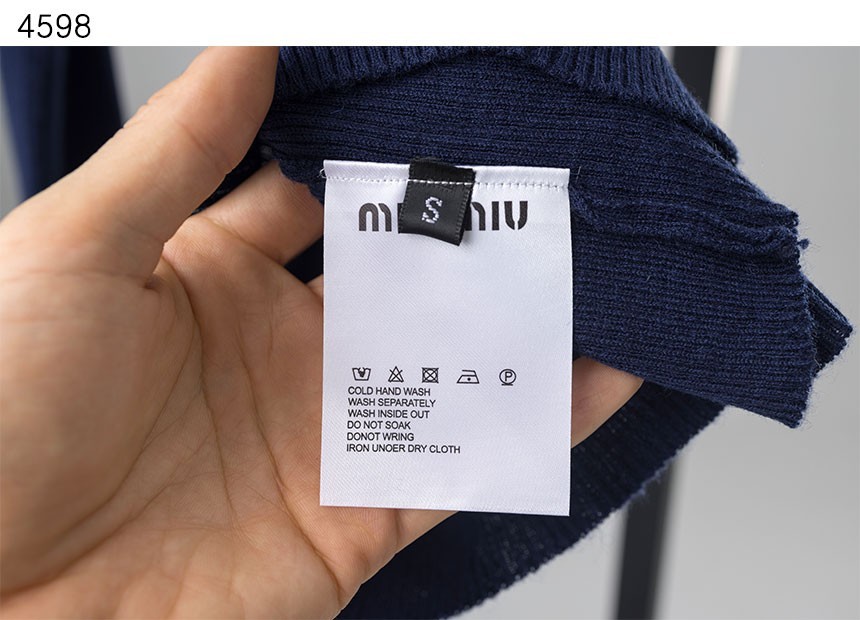 4598
S
COLD HAND WASH
WASH SEPARATELY
WASH INSIDE OUT
DO NOT SOAK
DONOT WRING
IRON UNOER DRY CLOTH